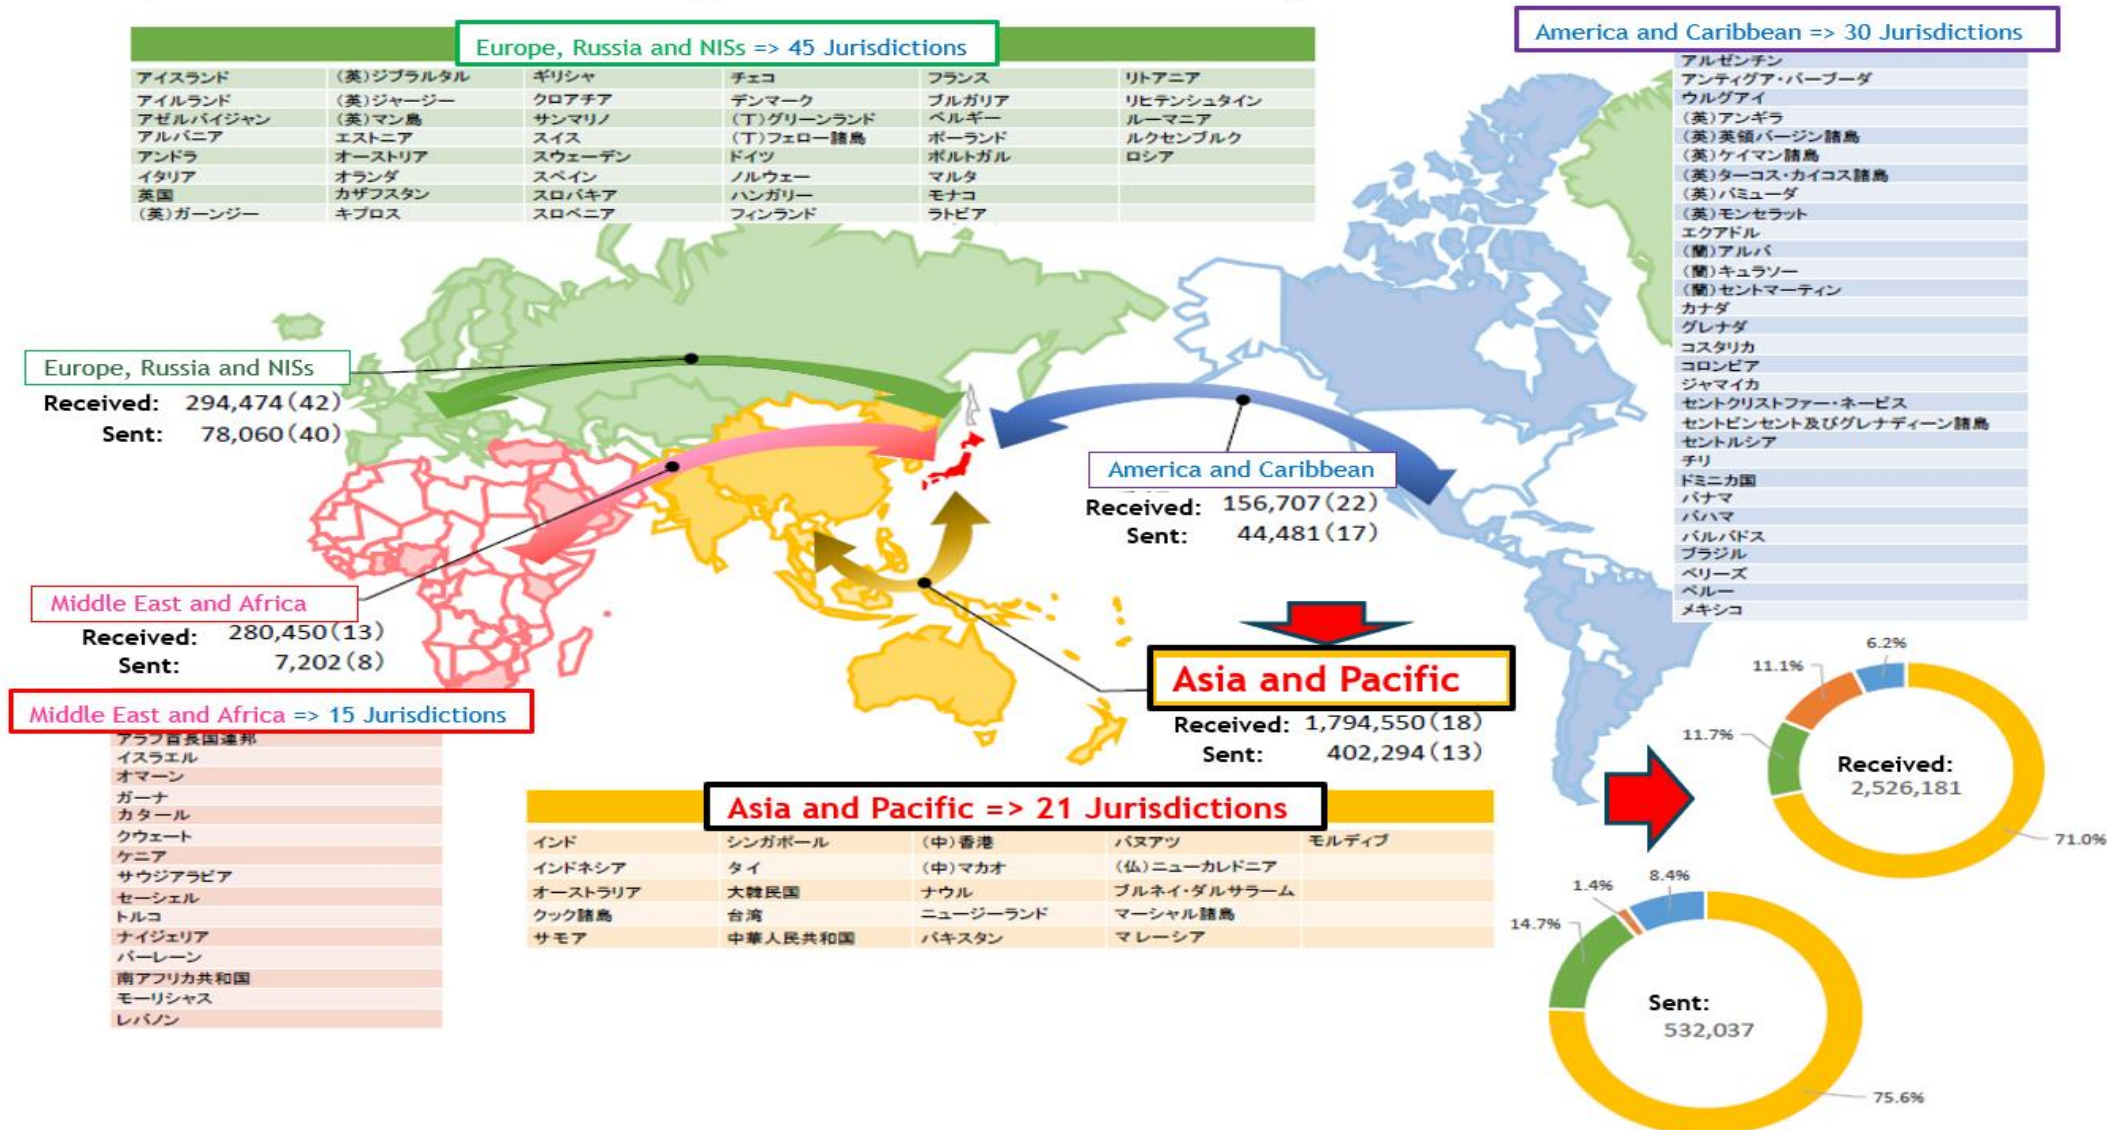 Europe, Russia and NISs => 45 Jurisdictions
アイスランド (英)ジブラルタル ギリシャ チェコ フランス リトアニア
アイルランド (英)ジャージー クロアチア デンマーク ブルガリア リヒテンシュタイン
アゼルバイジャン (英)マン島 サンマリノ (丁)グリーンランド ベルギー ルーマニア
アルバニア エストニア スイス (丁)フェロー諸島 ポーランド ルクセンブルク
アンドラ オーストリア スウェーデン ドイツ ポルトガル ロシア
イタリア オランダ スペイン ノルウェー マルタ
英国 カザフスタン スロバキア ハンガリー モナコ
(英)ガーンジー キプロス スロベニア フィンランド ラトビア
America and Caribbean => 30 Jurisdictions
アルゼンチン
アンティグア・バーブーダ
ウルグアイ
(英)アンギラ
(英)英領バージン諸島
(英)ケイマン諸島
(英)タークス・カイコス諸島
(英)バミューダ
(英)モンセラット
エクアドル
(蘭)アルバ
(蘭)キュラソー
(蘭)セントマーティン
カナダ
グレナダ
コスタリカ
コロンビア
ジャマイカ
セントクリストファー・ネービス
セントビンセント及びグレナディーン諸島
セントルシア
チリ
ドミニカ国
パナマ
バハマ
バルバドス
ブラジル
ベリーズ
ペルー
メキシコ
Europe, Russia and NISs
Received: 294,474(42)
Sent: 78,060(40)
America and Caribbean
Received: 156,707(22)
Sent: 44,481(17)
Middle East and Africa
Received: 280,450(13)
Sent: 7,202(8)
Asia and Pacific
Received: 1,794,550(18)
Sent: 402,294(13)
Middle East and Africa => 15 Jurisdictions
アラブ首長国連邦
イスラエル
オマーン
ガーナ
カタール
クウェート
ケニア
サウジアラビア
セーシェル
トルコ
ナイジェリア
バーレーン
南アフリカ共和国
モーリシャス
レバノン
Asia and Pacific => 21 Jurisdictions
インド シンガポール (中)香港 バヌアツ モルディブ
インドネシア タイ (中)マカオ (仏)ニューカレドニア
オーストラリア 大韓民国 ナウル ブルネイ・ダルサラーム
クック諸島 台湾 ニュージーランド マーシャル諸島
サモア 中華人民共和国 パキスタン マレーシア
6.2%
11.1%
11.7%
Received:
2,526,181
71.0%
8.4%
1.4%
14.7%
Sent:
532,037
75.6%